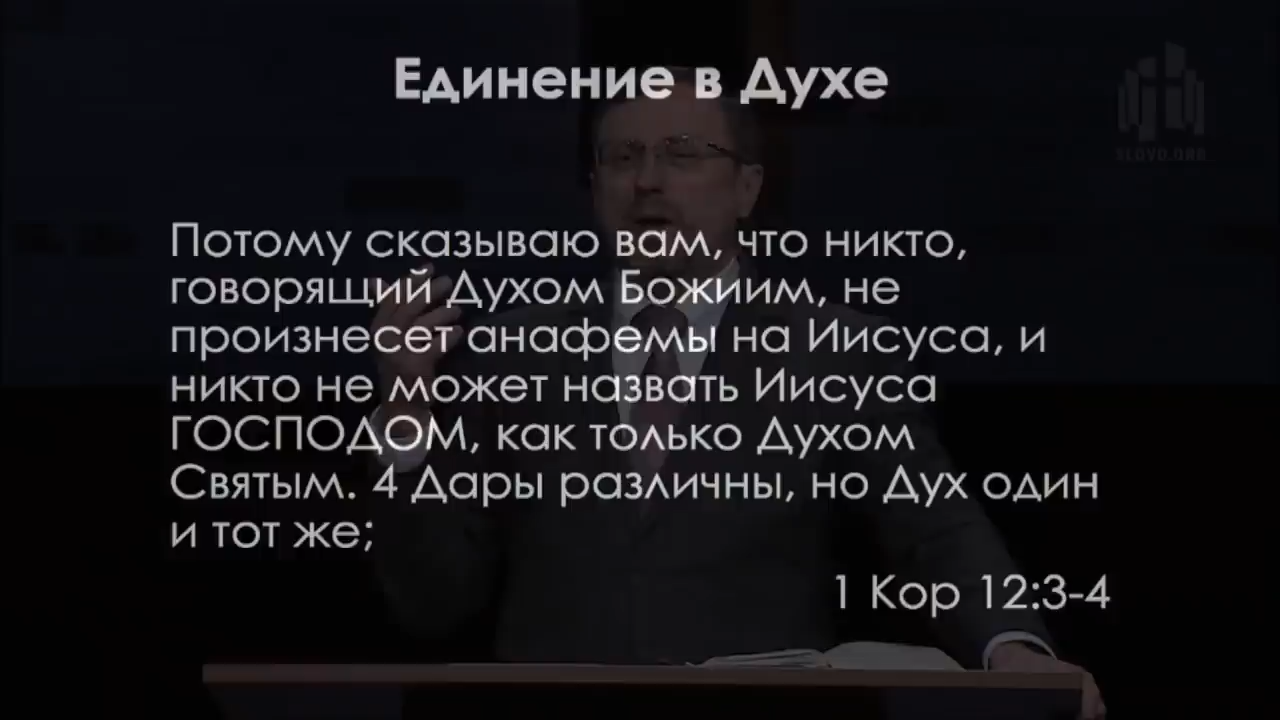 Единение в Духе
SLOVO.ORG
Потому сказываю вам, что никто,
говорящий Духом Божиим, не
произнесет анафемы на Иисуса, и
никто не может назвать Иисуса
ГОСПОДОМ, как только Духом
Святым. 4 Дары различны, но Дух один
и тот же;
1 Кор 12:3-4